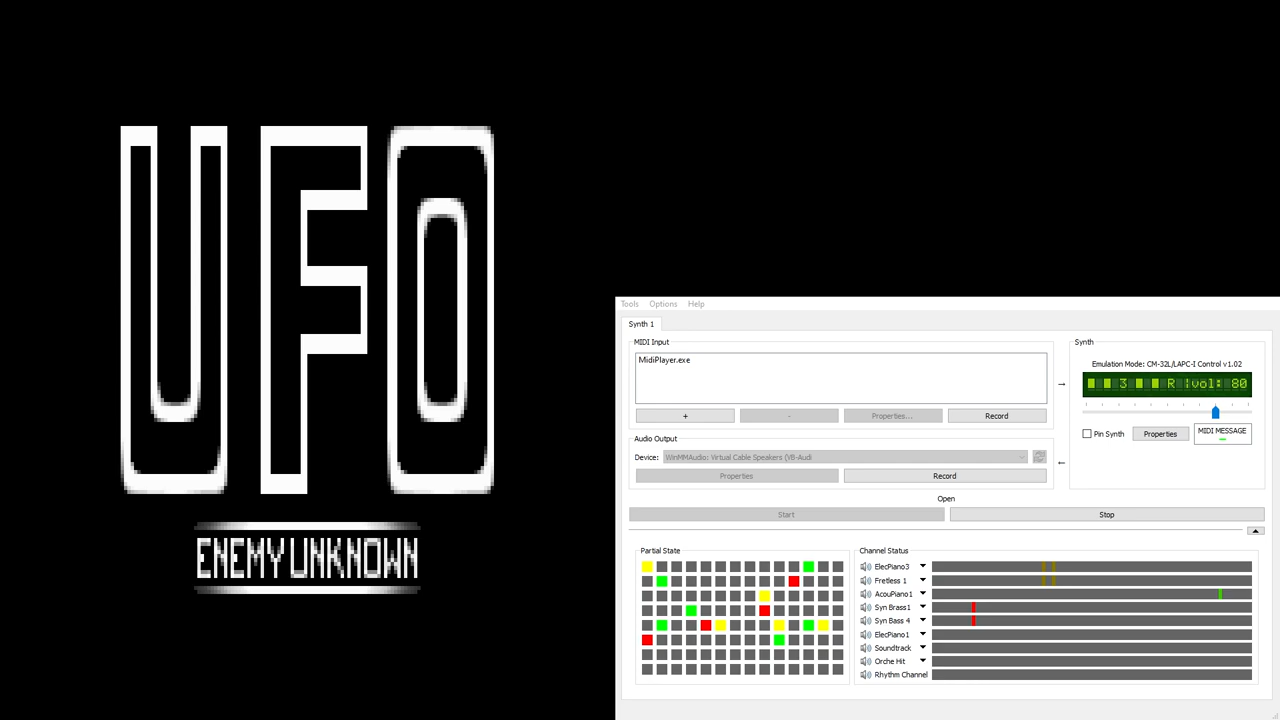 UFO
ENEMY UNKNOWN
Tools Options Help
Synth 1
MIDI Input
MidiPlayer.exe
+ - Properties... Record
Audio Output
Device: WinMMAudio: Virtual Cable Speakers (VB-Audi
Properties Record
Synth
Emulation Mode: CM-32L/LAPC-I Control v1.02
3 R |vol: 80
Pin Synth Properties MIDI MESSAGE
Open
Start Stop
Partial State
Channel Status
ElecPiano3
Fretless 1
AcouPiano1
Syn Brass1
Syn Bass 4
ElecPiano1
Soundtrack
Orche Hit
Rhythm Channel